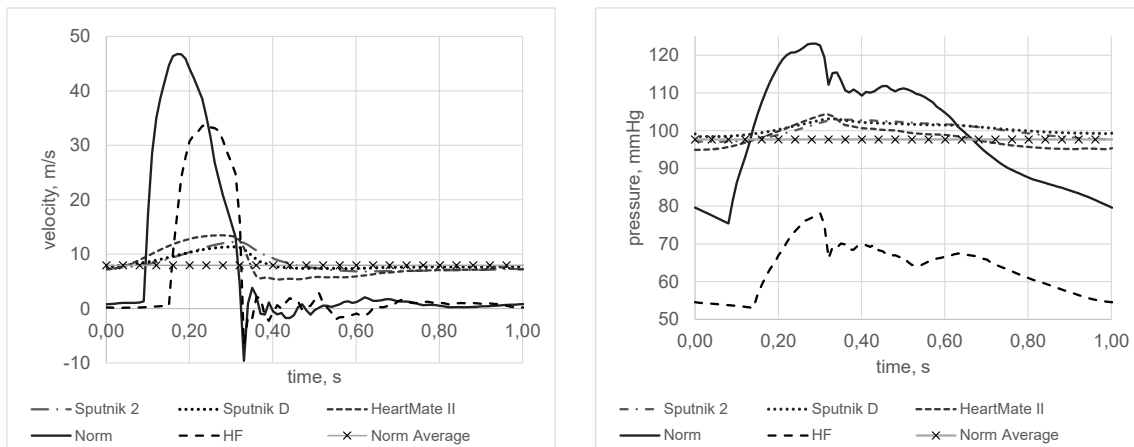 50
40
30
20
10
0
-10
velocity, m/s
0,00 0,20 0,40 0,60 0,80 1,00
time, s
Sputnik 2 Sputnik D HeartMate II
Norm HF Norm Average
120
110
100
90
80
70
60
50
pressure, mmHg
0,00 0,20 0,40 0,60 0,80 1,00
time, s
Sputnik 2 Sputnik D HeartMate II
Norm HF Norm Average